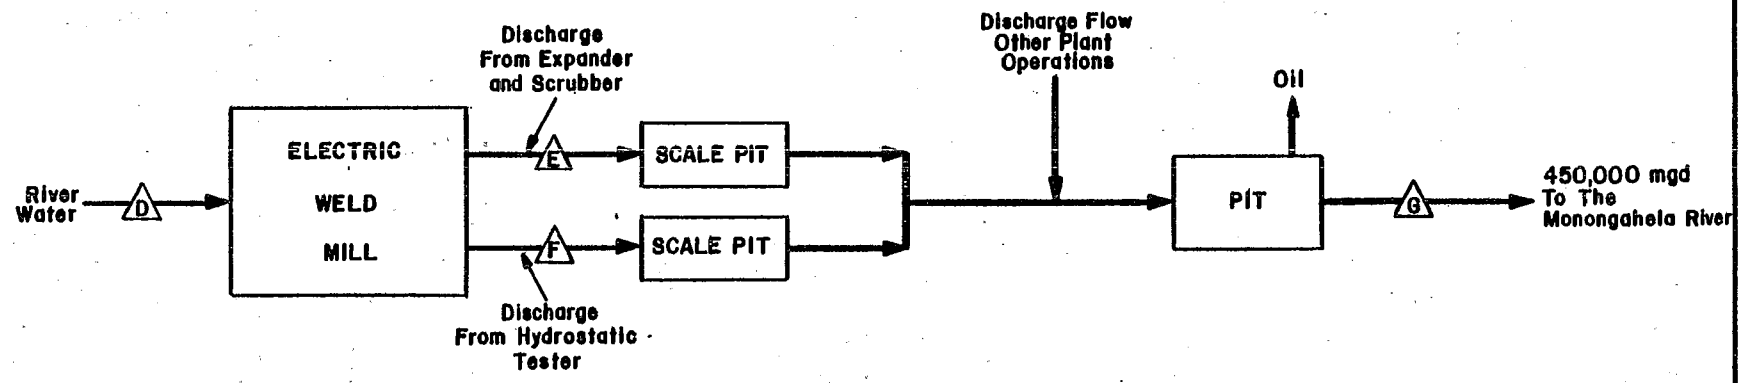 Discharge
From Expander
and Scrubber
Discharge Flow
Other Plant
Operations
Oil
River
Water
D
ELECTRIC
WELD
MILL
E
SCALE PIT
F
SCALE PIT
PIT
G
450,000 mgd
To The
Monongahela River
Discharge
From Hydrostatic
Tester